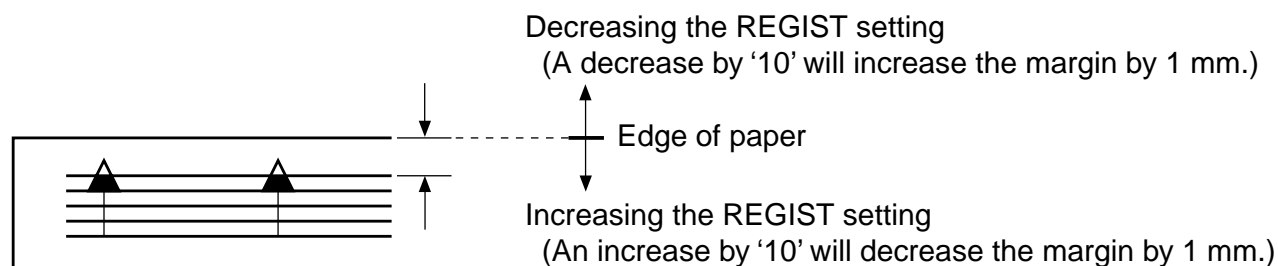 Decreasing the REGIST setting
(A decrease by ‘10’ will increase the margin by 1 mm.)
Edge of paper
Increasing the REGIST setting
(An increase by ‘10’ will decrease the margin by 1 mm.)